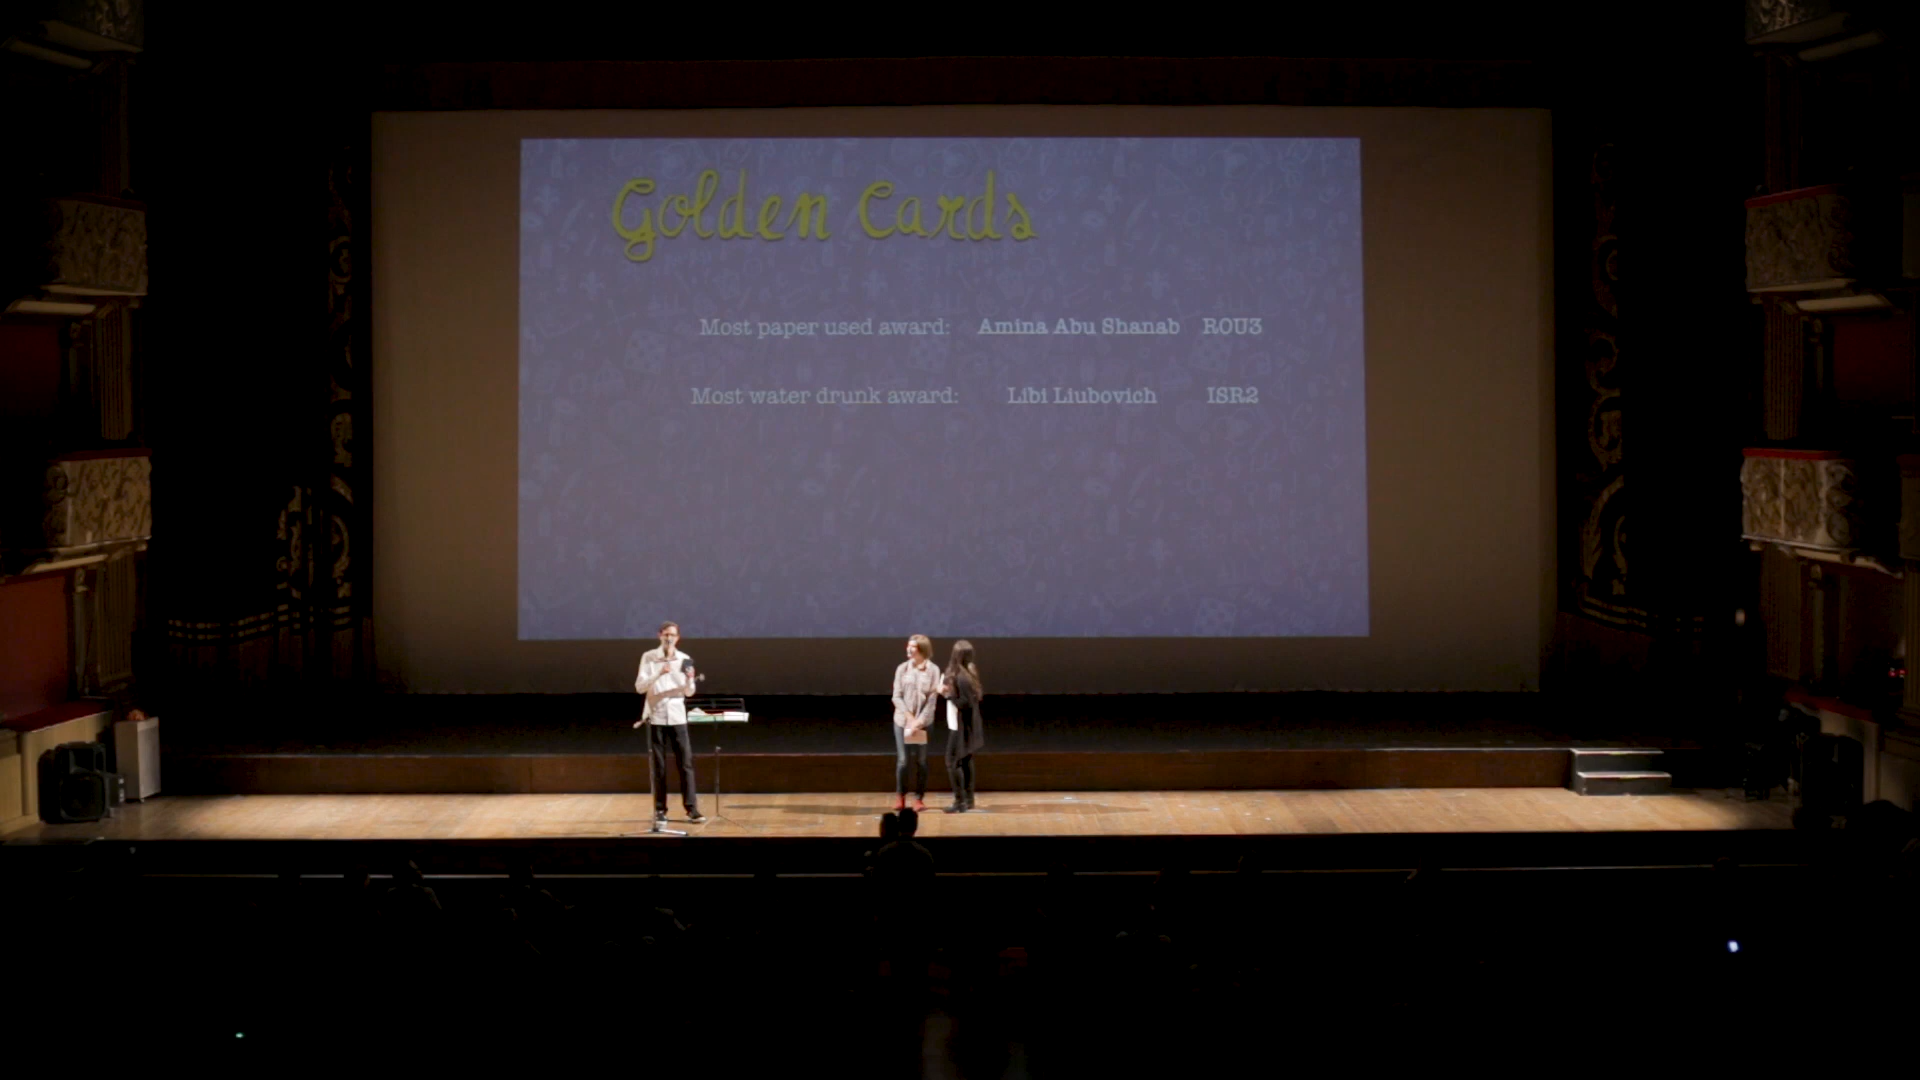 Golden Cards
Most paper used award: Amina Abu Shanab ROU3
Most water drunk award: Libi Liubovich ISR2